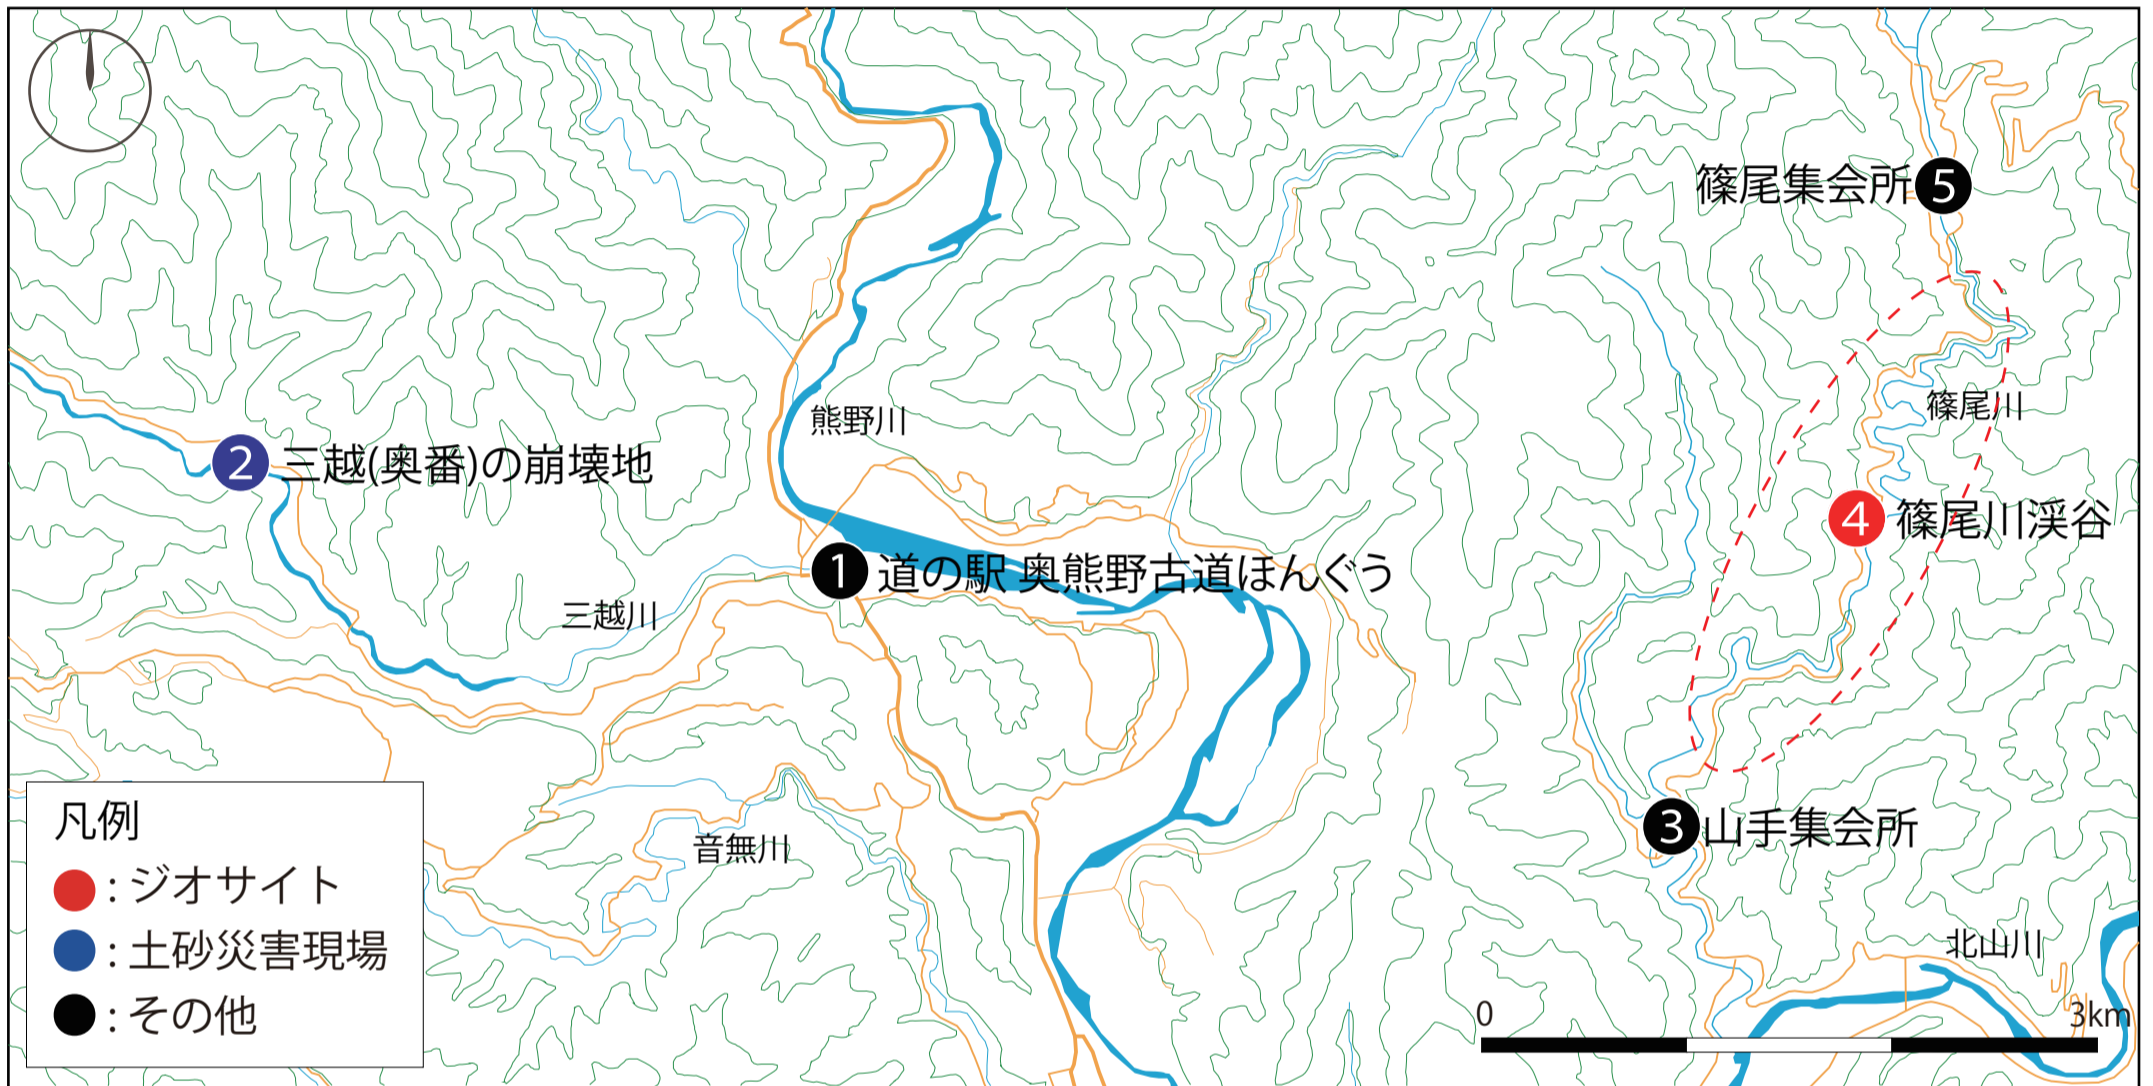 篠尾集会所 5
熊野川
篠尾川
2 三越(奥番)の崩壊地
4 篠尾川渓谷
1 道の駅 奥熊野古道ほんぐう
三越川
3 山手集会所
音無川
北山川
凡例
: ジオサイト
: 土砂災害現場
: その他
0 3km